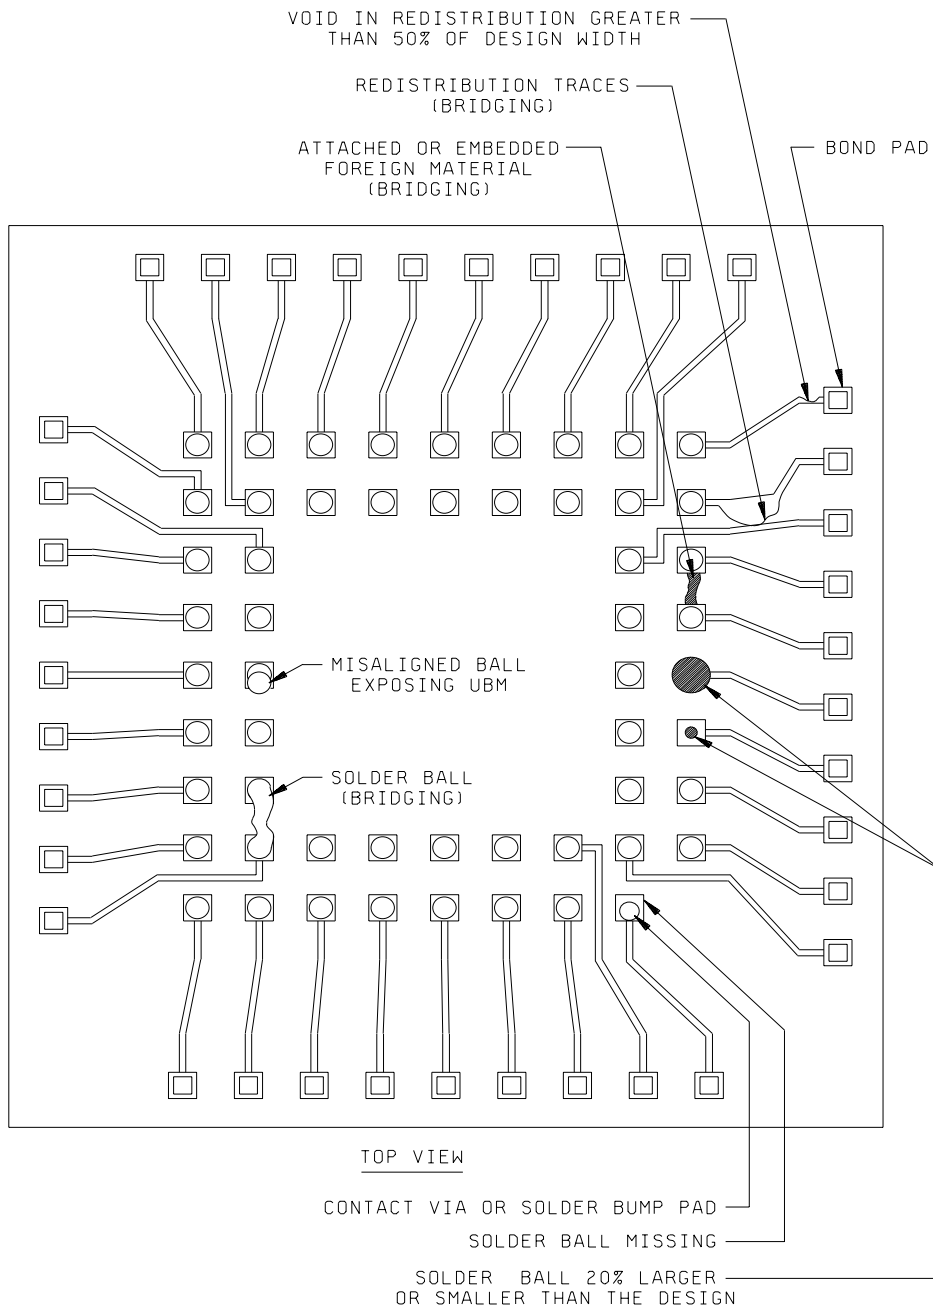 VOID IN REDISTRIBUTION GREATER
THAN 50% OF DESIGN WIDTH
REDISTRIBUTION TRACES
(BRIDGING)
ATTACHED OR EMBEDDED
FOREIGN MATERIAL
(BRIDGING)
BOND PAD
MISALIGNED BALL
EXPOSING UBM
SOLDER BALL
(BRIDGING)
TOP VIEW
CONTACT VIA OR SOLDER BUMP PAD
SOLDER BALL MISSING
SOLDER BALL 20% LARGER
OR SMALLER THAN THE DESIGN